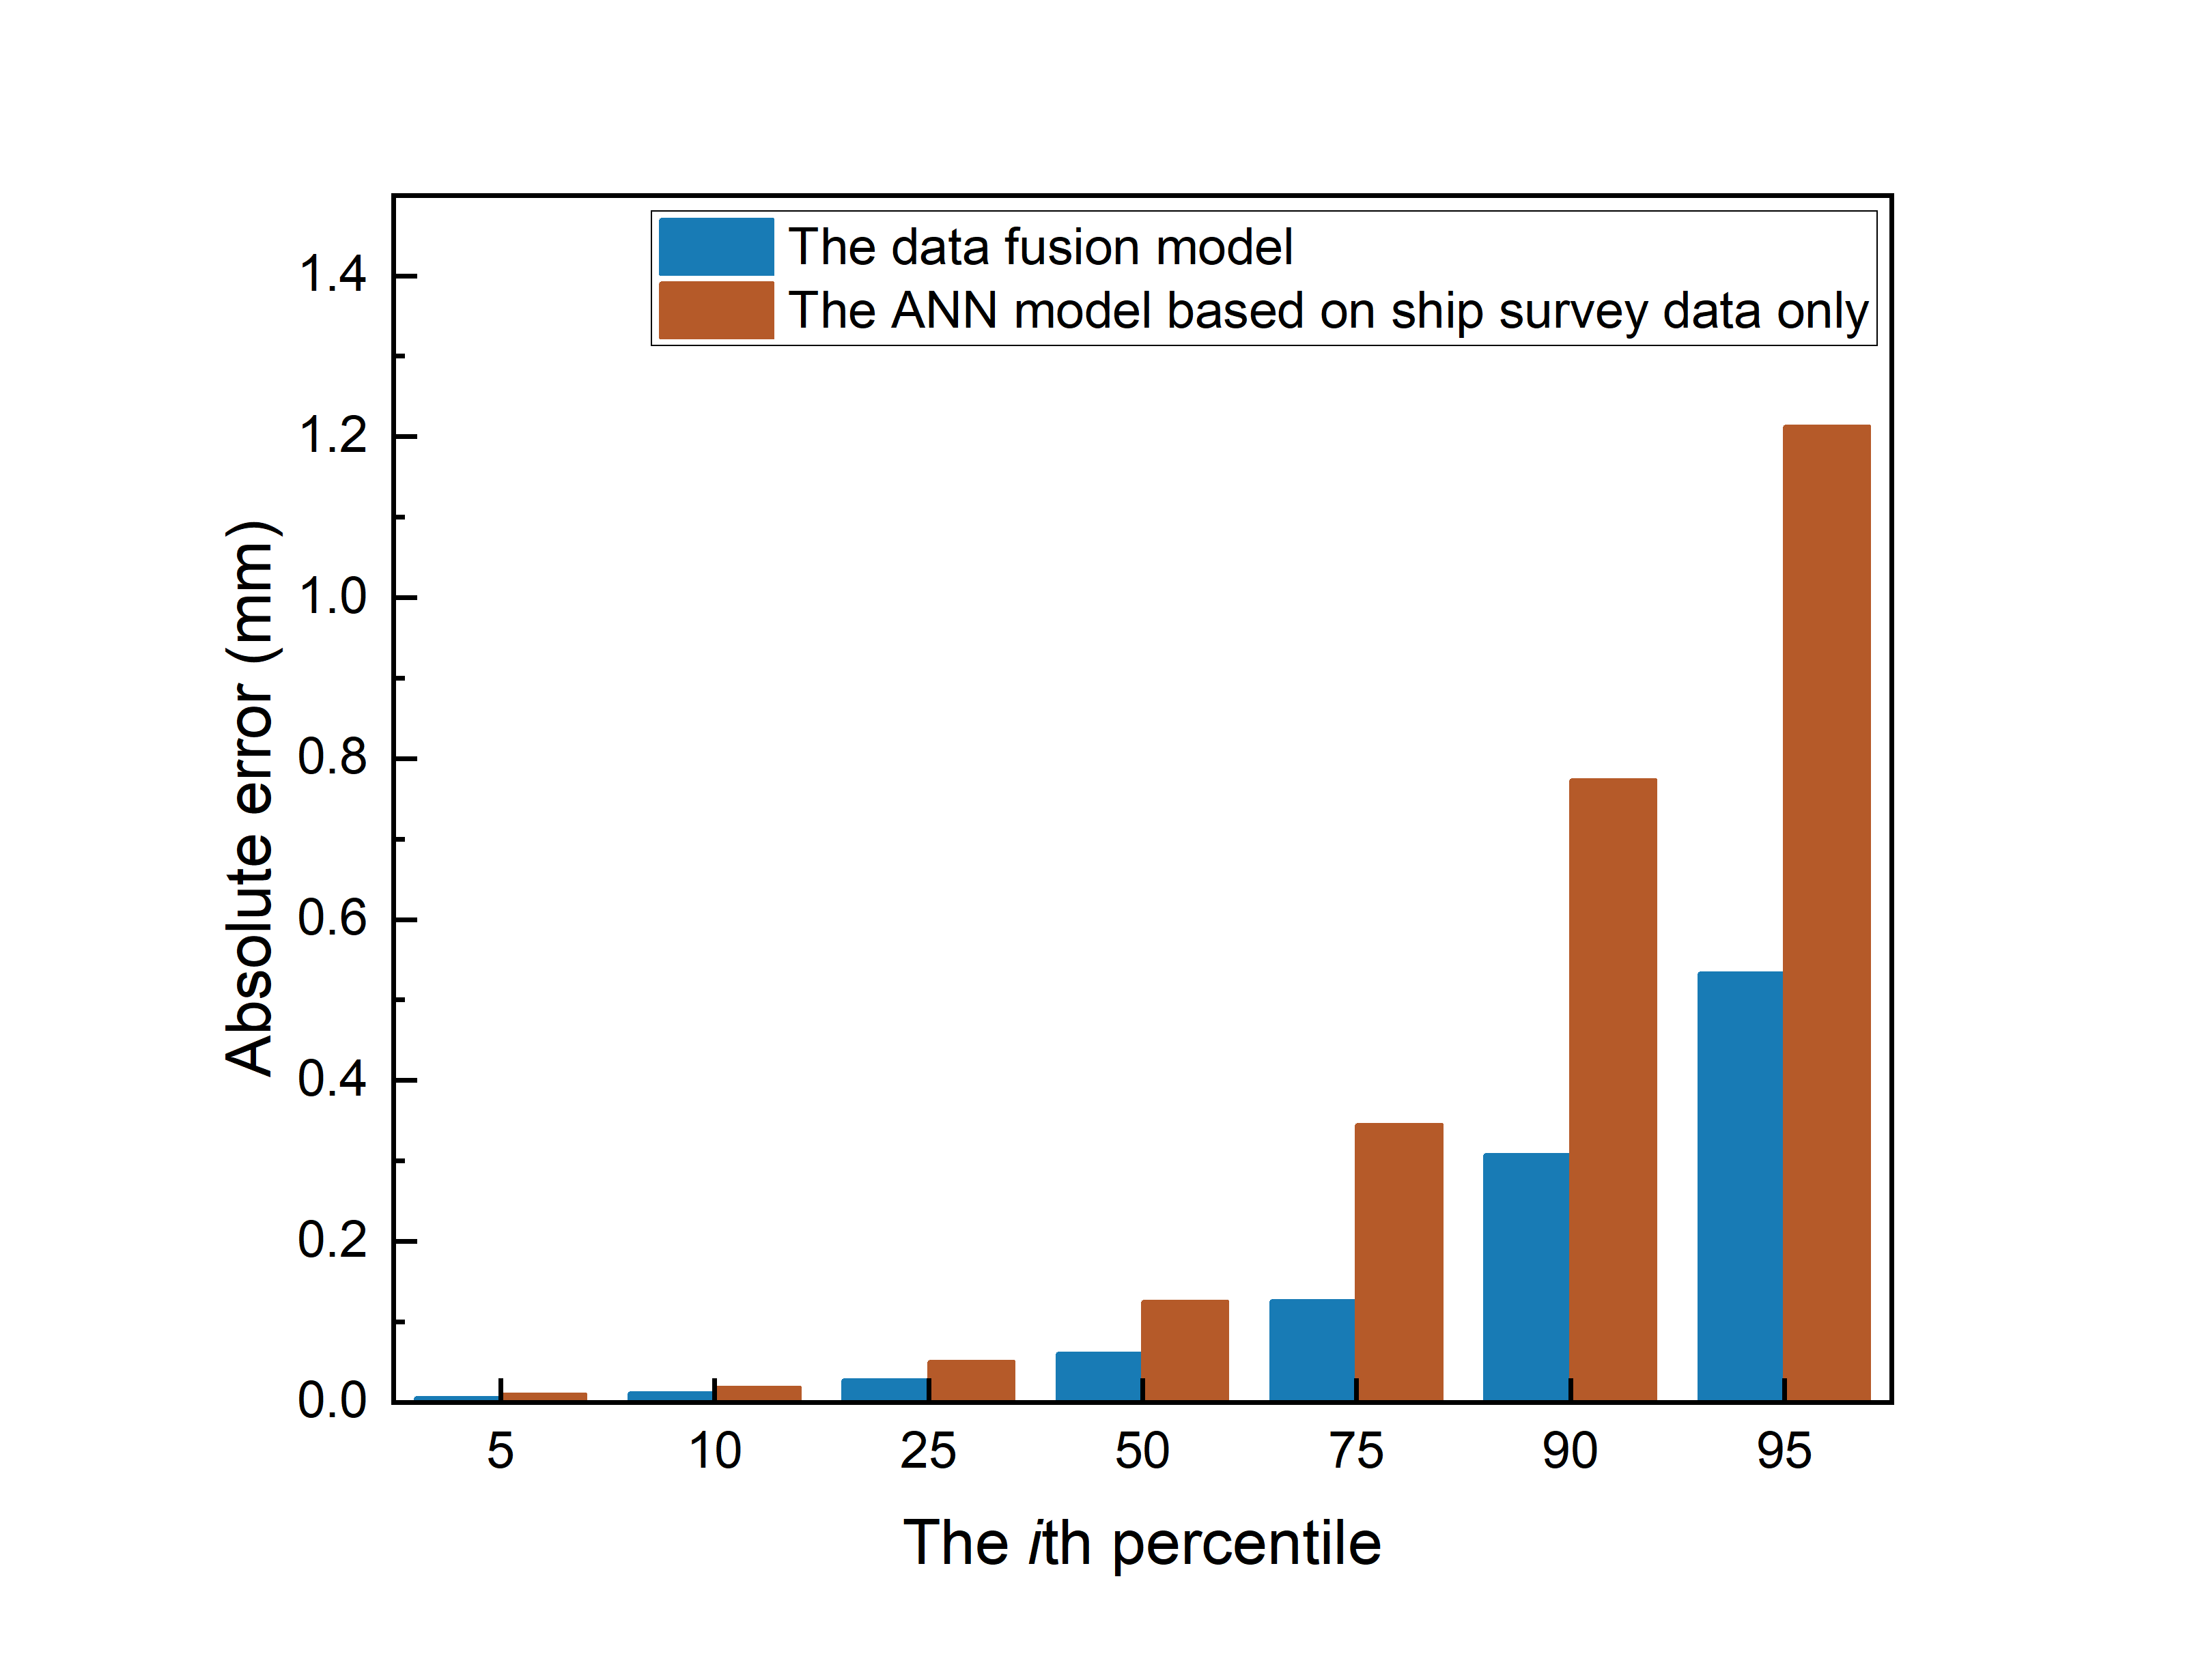 The data fusion model
The ANN model based on ship survey data only
1.4
1.2
1.0
0.8
0.6
0.4
0.2
0.0
Absolute error (mm)
5 10 25 50 75 90 95
The ith percentile